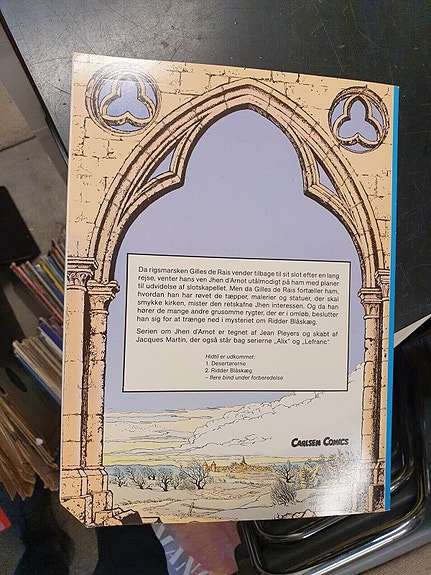 Da rigsmarsken Gilles de Rais vender tilbage til sit slot efter en lang
rejse, venter hans ven Jhen d'Arnot utålmodigt på ham med planer
til udvidelse af slotskapellet. Men da Gilles de Rais fortæller ham,
hvordan han har røvet de tæpper, malerier og statuer, der skal
smykke kirken, mister den retskafne Jhen interessen. Og da han
hører de mange andre grusomme rygter, der er i omløb, beslutter
han sig for at trænge ned i mysteriet om Ridder Blåskæg.
Serien om Jhen d'Arnot er tegnet af Jean Pleyers og skabt af
Jacques Martin, der også står bag serierne „Alix" og „Lefranc".
Hidtil er udkommet:
1. Desertørerne
2. Ridder Blåskæg
– flere bind under forberedelse
CARLSEN COMICS